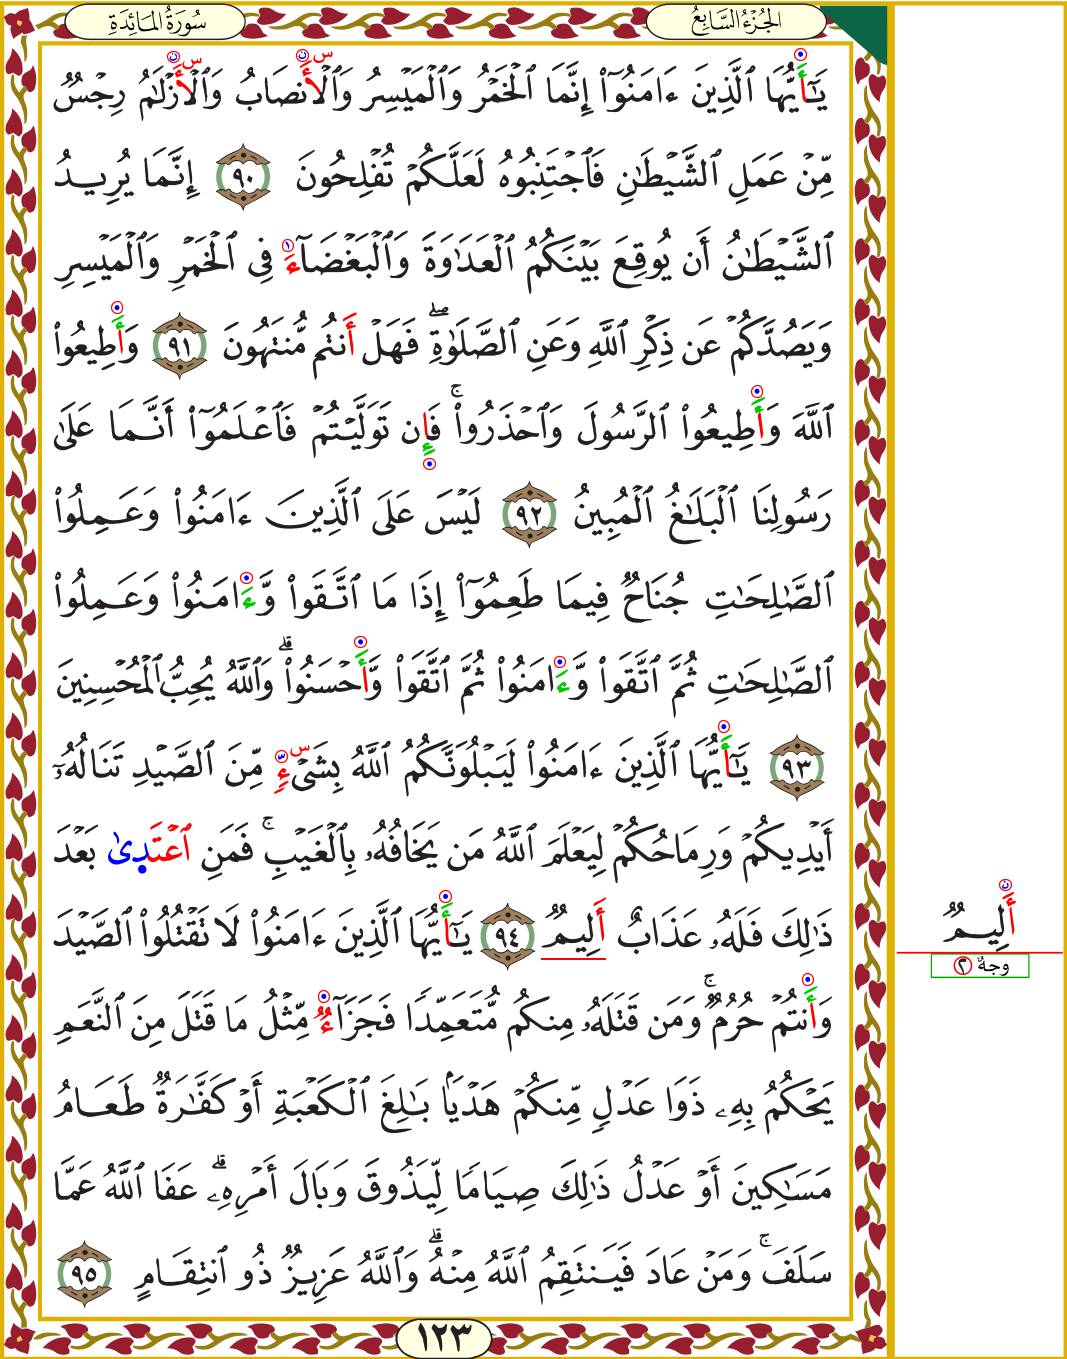 الجُزْءُ السَّابِعُ
سُورَةُ المَائِدَةِ
يَٰٓأَيُّهَا ٱلَّذِينَ ءَامَنُوٓاْ إِنَّمَا ٱلۡخَمۡرُ وَٱلۡمَيۡسِرُ وَٱلۡأَنصَابُ وَٱلۡأَزۡلَٰمُ رِجۡسٞ
مِّنۡ عَمَلِ ٱلشَّيۡطَٰنِ فَٱجۡتَنِبُوهُ لَعَلَّكُمۡ تُفۡلِحُونَ ٩٠ إِنَّمَا يُرِيدُ
ٱلشَّيۡطَٰنُ أَن يُوقِعَ بَيۡنَكُمُ ٱلۡعَدَٰوَةَ وَٱلۡبَغۡضَآءَ فِي ٱلۡخَمۡرِ وَٱلۡمَيۡسِرِ
وَيَصُدَّكُمۡ عَن ذِكۡرِ ٱللَّهِ وَعَنِ ٱلصَّلَوٰةِۖ فَهَلۡ أَنتُم مُّنتَهُونَ ٩١ وَأَطِيعُواْ
ٱللَّهَ وَأَطِيعُواْ ٱلرَّسُولَ وَٱحۡذَرُواْۚ فَإِن تَوَلَّيۡتُمۡ فَٱعۡلَمُوٓاْ أَنَّمَا عَلَىٰ
رَسُولِنَا ٱلۡبَلَٰغُ ٱلۡمُبِينُ ٩٢ لَيۡسَ عَلَى ٱلَّذِينَ ءَامَنُواْ وَعَمِلُواْ
ٱلصَّٰلِحَٰتِ جُنَاحٞ فِيمَا طَعِمُوٓاْ إِذَا مَا ٱتَّقَواْ وَّءَامَنُواْ وَعَمِلُواْ
ٱلصَّٰلِحَٰتِ ثُمَّ ٱتَّقَواْ وَّءَامَنُواْ ثُمَّ ٱتَّقَواْ وَّأَحۡسَنُواْۗ وَٱللَّهُ يُحِبُّ ٱلۡمُحۡسِنِينَ
٩٣ يَٰٓأَيُّهَا ٱلَّذِينَ ءَامَنُواْ لَيَبۡلُوَنَّكُمُ ٱللَّهُ بِشَيۡءٖ مِّنَ ٱلصَّيۡدِ تَنَالُهُۥٓ
أَيۡدِيكُمۡ وَرِمَاحُكُمۡ لِيَعۡلَمَ ٱللَّهُ مَن يَخَافُهُۥ بِٱلۡغَيۡبِۚ فَمَنِ ٱعۡتَدَىٰ بَعۡدَ
ذَٰلِكَ فَلَهُۥ عَذَابٌ أَلِيمٞ ٩٤ يَٰٓأَيُّهَا ٱلَّذِينَ ءَامَنُواْ لَا تَقۡتُلُواْ ٱلصَّيۡدَ
وَأَنتُمۡ حُرُمٞۚ وَمَن قَتَلَهُۥ مِنكُم مُّتَعَمِّدٗا فَجَزَآءٞ مِّثۡلُ مَا قَتَلَ مِنَ ٱلنَّعَمِ
يَحۡكُمُ بِهِۦ ذَوَا عَدۡلٖ مِّنكُمۡ هَدۡيَۢا بَٰلِغَ ٱلۡكَعۡبَةِ أَوۡ كَفَّٰرَةٞ طَعَامُ
مَسَٰكِينَ أَوۡ عَدۡلُ ذَٰلِكَ صِيَامٗا لِّيَذُوقَ وَبَالَ أَمۡرِهِۦۗ عَفَا ٱللَّهُ عَمَّا
سَلَفَۚ وَمَنۡ عَادَ فَيَنتَقِمُ ٱللَّهُ مِنۡهُۗ وَٱللَّهُ عَزِيزٞ ذُو ٱنتِقَامٍ ٩٥
أَلِيمٞ
وجهٌ ٢
١٢٣